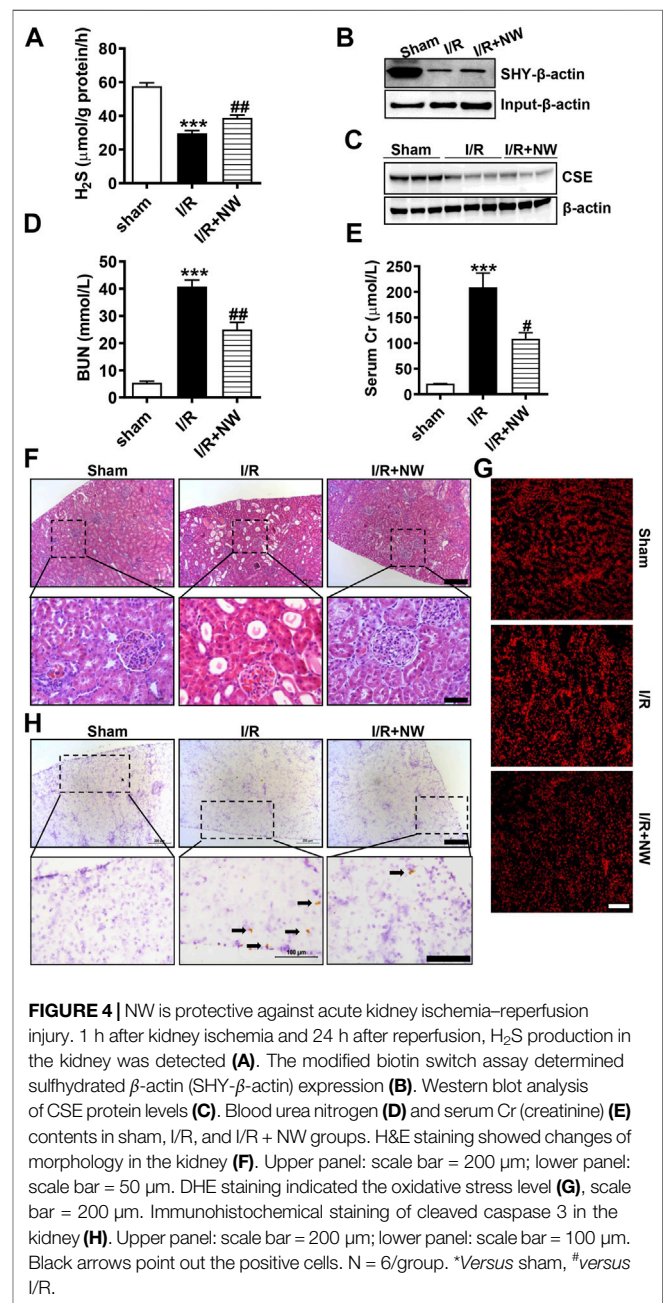 A
H2S (μmol/g protein/h)
80
60
40
20
0
***
##
sham
I/R
I/R+NW
B
Sham
I/R
I/R+NW
SHY-β-actin
Input-β-actin
C
Sham
I/R
I/R+NW
CSE
β-actin
D
BUN (mmol/L)
50
40
30
20
10
0
***
##
sham
I/R
I/R+NW
E
Serum Cr (μmol/L)
250
200
150
100
50
0
***
#
sham
I/R
I/R+NW
F
Sham
I/R
I/R+NW
G
Sham
I/R
I/R+NW
H
Sham
I/R
I/R+NW
100 μm
FIGURE 4 | NW is protective against acute kidney ischemia–reperfusion
injury. 1 h after kidney ischemia and 24 h after reperfusion, H2S production in
the kidney was detected (A). The modified biotin switch assay determined
sulfhydrated β-actin (SHY-β-actin) expression (B). Western blot analysis
of CSE protein levels (C). Blood urea nitrogen (D) and serum Cr (creatinine) (E)
contents in sham, I/R, and I/R + NW groups. H&E staining showed changes of
morphology in the kidney (F). Upper panel: scale bar = 200 μm; lower panel:
scale bar = 50 μm. DHE staining indicated the oxidative stress level (G), scale
bar = 200 μm. Immunohistochemical staining of cleaved caspase 3 in the
kidney (H). Upper panel: scale bar = 200 μm; lower panel: scale bar = 100 μm.
Black arrows point out the positive cells. N = 6/group. *Versus sham, #versus
I/R.